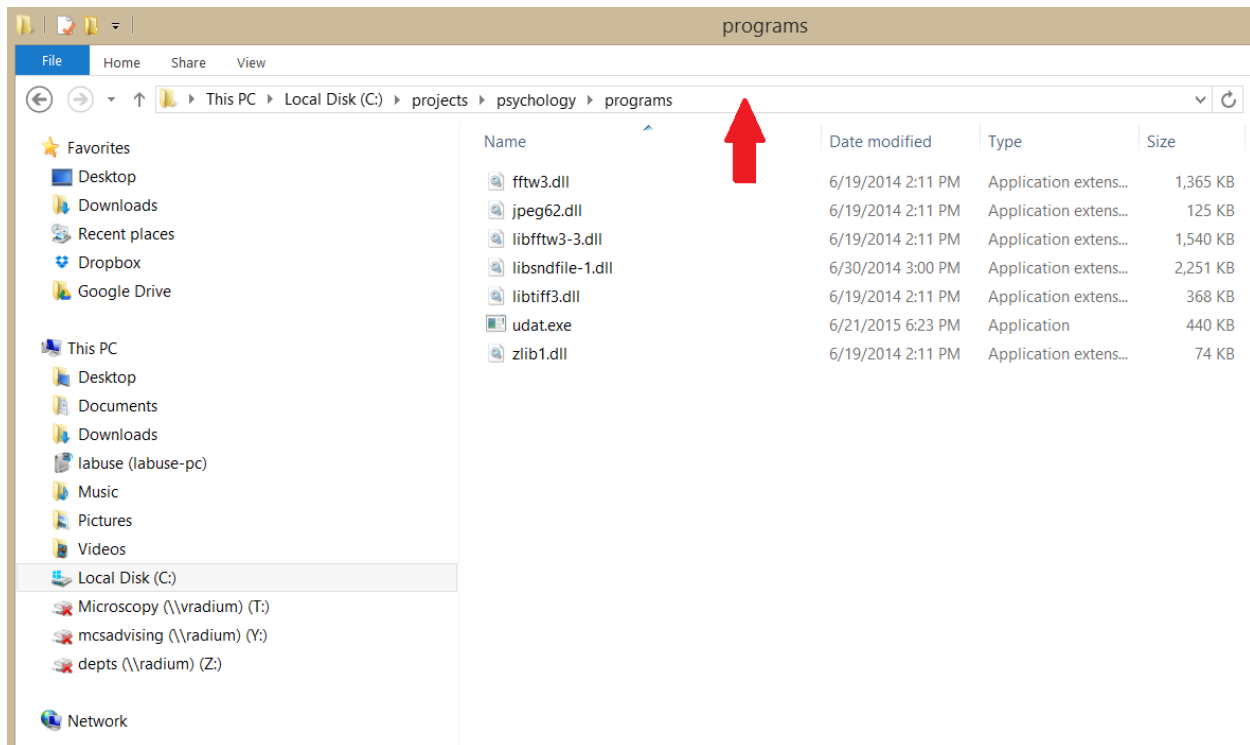 programs
File Home Share View
This PC Local Disk (C:) projects psychology programs
Name Date modified Type Size
fftw3.dll 6/19/2014 2:11 PM Application extens... 1,365 KB
jpeg62.dll 6/19/2014 2:11 PM Application extens... 125 KB
libfftw3-3.dll 6/19/2014 2:11 PM Application extens... 1,540 KB
libsndfile-1.dll 6/30/2014 3:00 PM Application extens... 2,251 KB
libtiff3.dll 6/19/2014 2:11 PM Application extens... 368 KB
udat.exe 6/21/2015 6:23 PM Application 440 KB
zlib1.dll 6/19/2014 2:11 PM Application extens... 74 KB
Favorites
Desktop
Downloads
Recent places
Dropbox
Google Drive
This PC
Desktop
Documents
Downloads
labuse (labuse-pc)
Music
Pictures
Videos
Local Disk (C:)
Microscopy (\\vradium) (T:)
mcsadvising (\\radium) (Y:)
depts (\\radium) (Z:)
Network